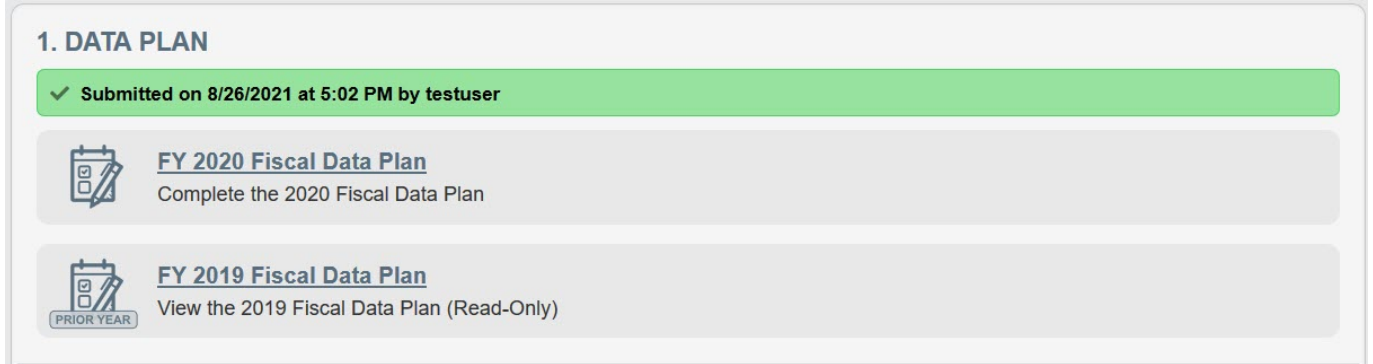 1. DATA PLAN
Submitted on 8/26/2021 at 5:02 PM by testuser
FY 2020 Fiscal Data Plan
Complete the 2020 Fiscal Data Plan
FY 2019 Fiscal Data Plan
View the 2019 Fiscal Data Plan (Read-Only)
PRIOR YEAR